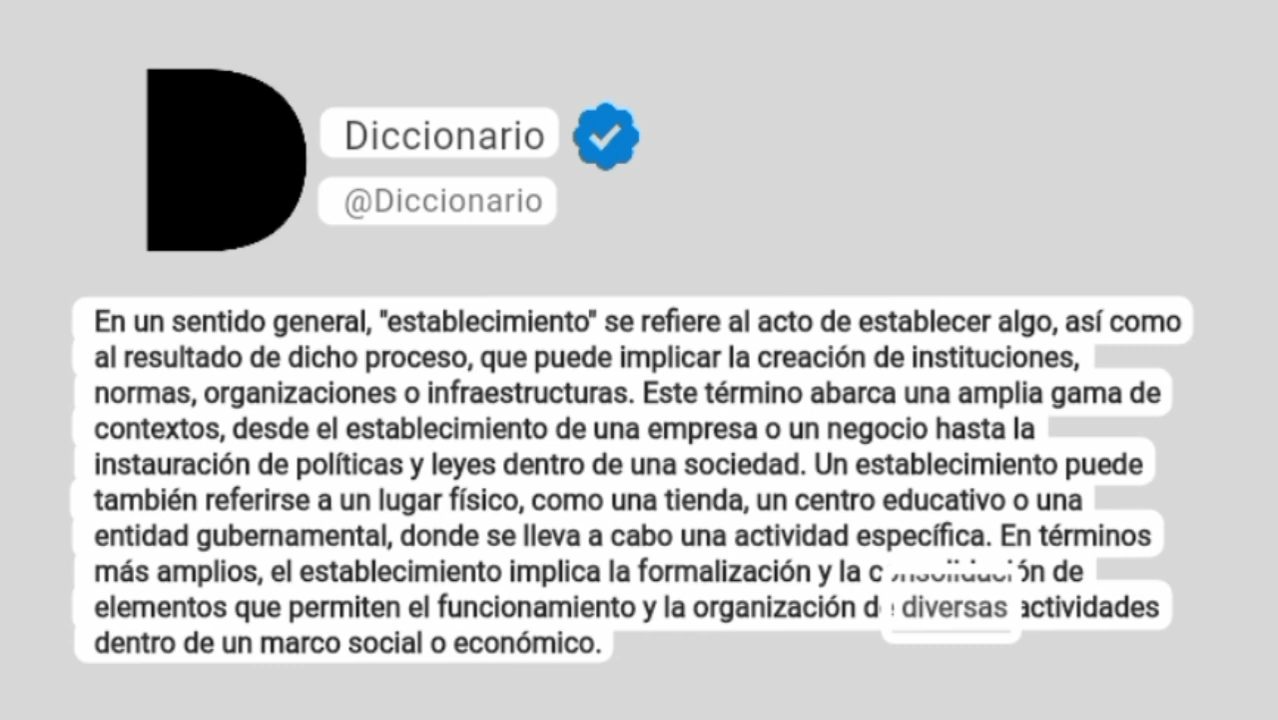 Diccionario
@Diccionario
En un sentido general, "establecimiento" se refiere al acto de establecer algo, así como
al resultado de dicho proceso, que puede implicar la creación de instituciones,
normas, organizaciones o infraestructuras. Este término abarca una amplia gama de
contextos, desde el establecimiento de una empresa o un negocio hasta la
instauración de políticas y leyes dentro de una sociedad. Un establecimiento puede
también referirse a un lugar físico, como una tienda, un centro educativo o una
entidad gubernamental, donde se lleva a cabo una actividad específica. En términos
más amplios, el establecimiento implica la formalización y la consolidación de
elementos que permiten el funcionamiento y la organización de diversas actividades
dentro de un marco social o económico.